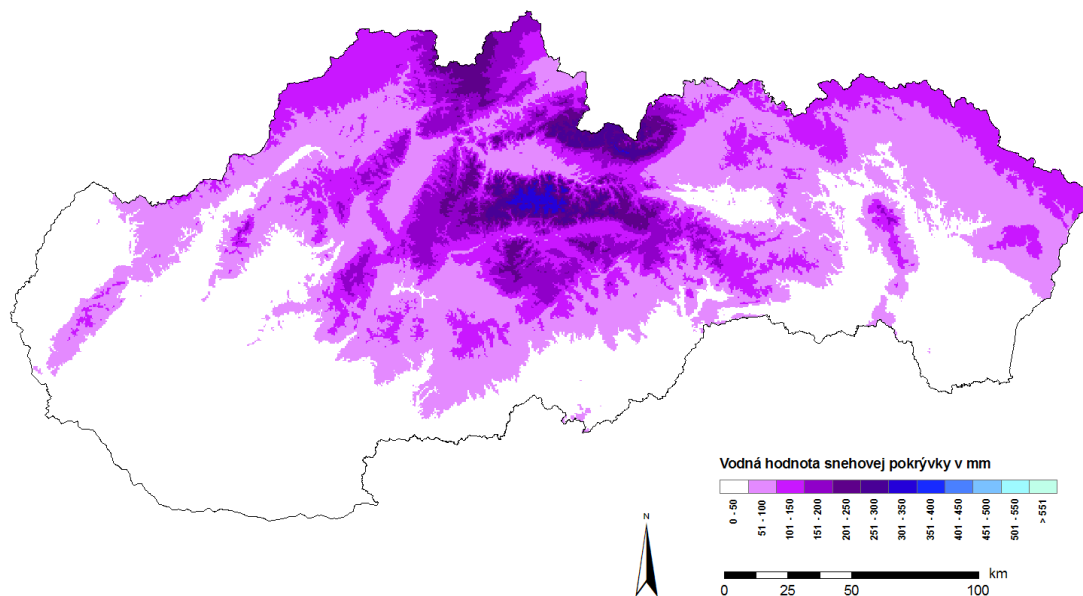 Vodná hodnota snehovej pokrývky v mm
0 - 50
51 - 100
101 - 150
151 - 200
201 - 250
251 - 300
301 - 350
351 - 400
401 - 450
451 - 500
501 - 550
> 551
N
km
0 25 50 100